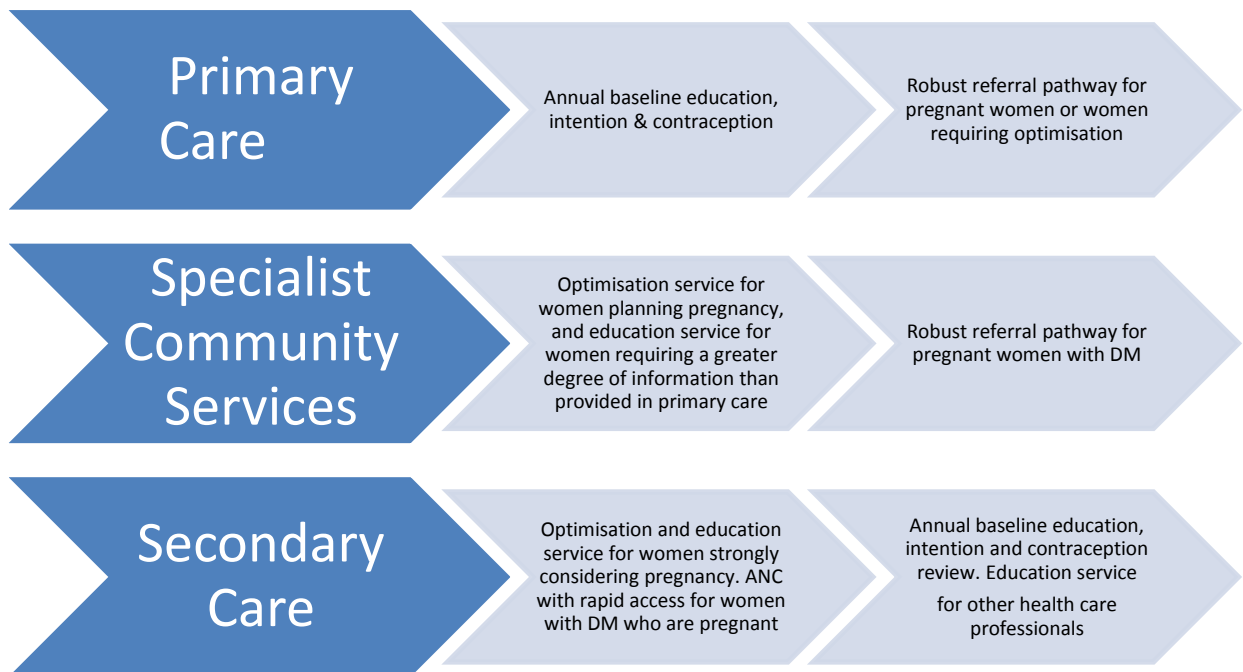 Primary
Care
Annual baseline education,
intention & contraception
Robust referral pathway for
pregnant women or women
requiring optimisation
Specialist
Community
Services
Optimisation service for
women planning pregnancy,
and education service for
women requiring a greater
degree of information than
provided in primary care
Robust referral pathway for
pregnant women with DM
Secondary
Care
Optimisation and education
service for women strongly
considering pregnancy. ANC
with rapid access for women
with DM who are pregnant
Annual baseline education,
intention and contraception
review. Education service
for other health care
professionals